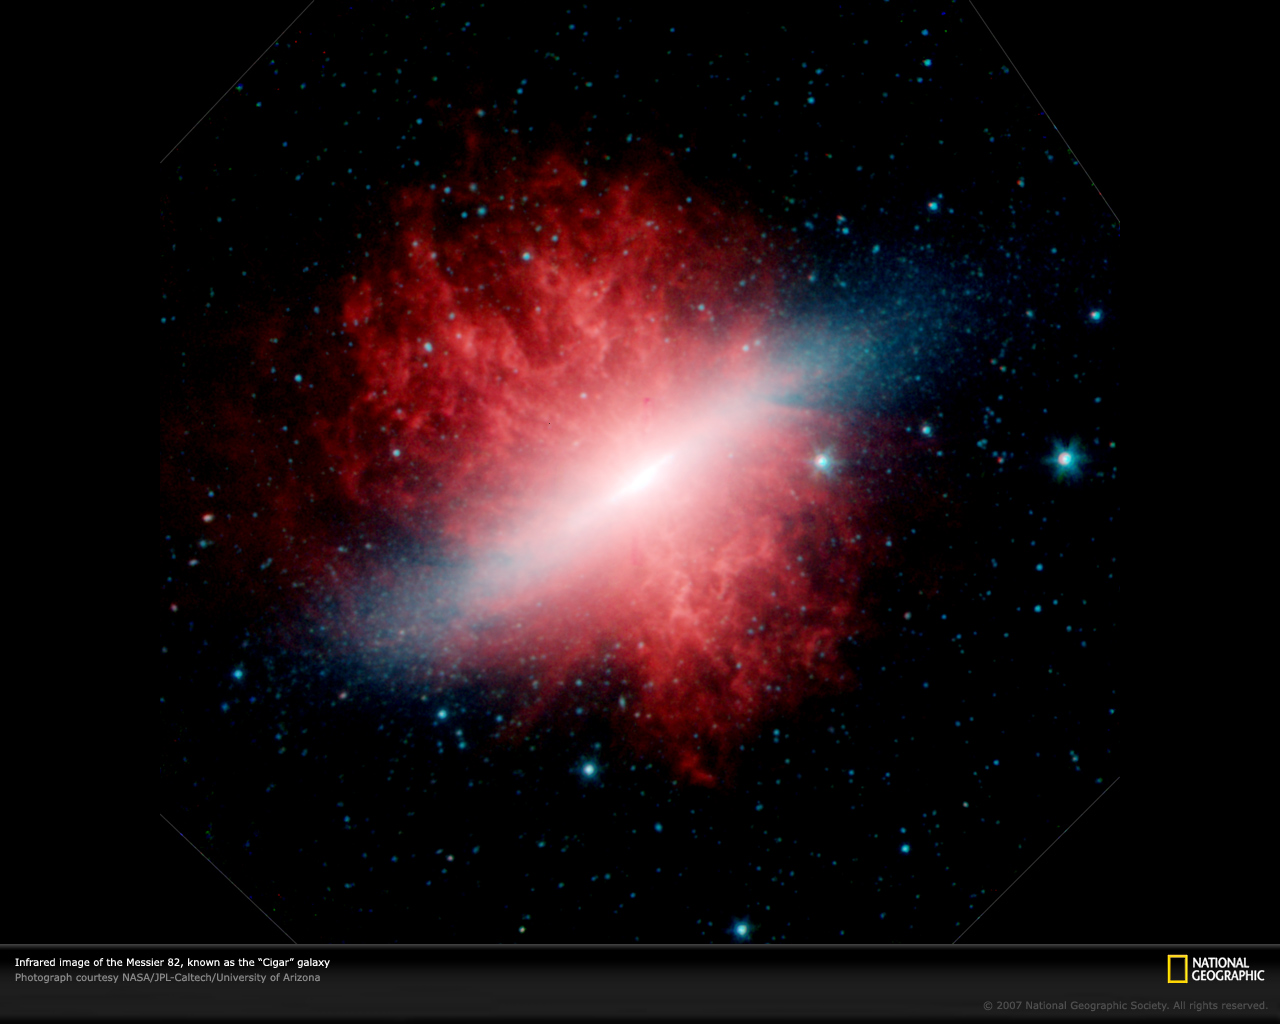 Infrared image of the Messier 82, known as the “Cigar” galaxy
Photograph courtesy NASA/JPL-Caltech/University of Arizona
NATIONAL
GEOGRAPHIC
© 2007 National Geographic Society. All rights reserved.